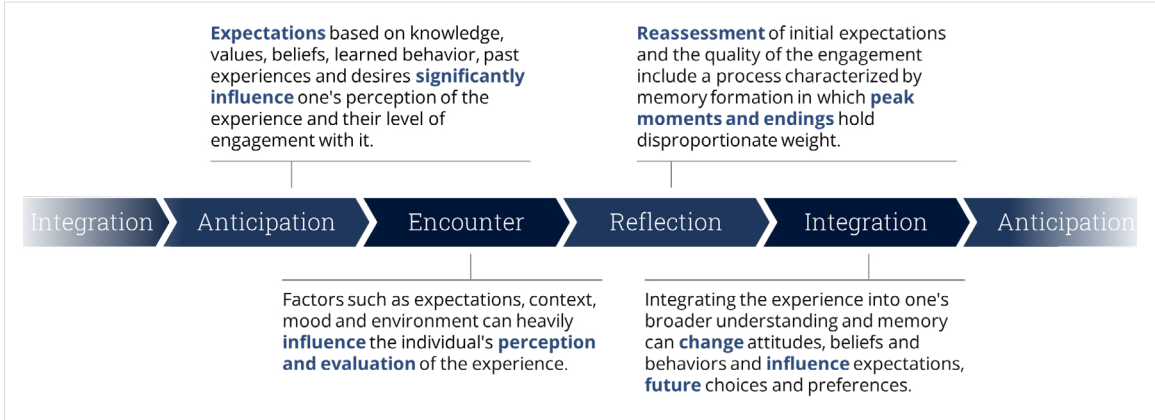 Expectations based on knowledge,
values, beliefs, learned behavior, past
experiences and desires significantly
influence one's perception of the
experience and their level of
engagement with it.
Reassessment of initial expectations
and the quality of the engagement
include a process characterized by
memory formation in which peak
moments and endings hold
disproportionate weight.
Integration
Anticipation
Encounter
Reflection
Integration
Anticipation
Factors such as expectations, context,
mood and environment can heavily
influence the individual's perception
and evaluation of the experience.
Integrating the experience into one's
broader understanding and memory
can change attitudes, beliefs and
behaviors and influence expectations,
future choices and preferences.